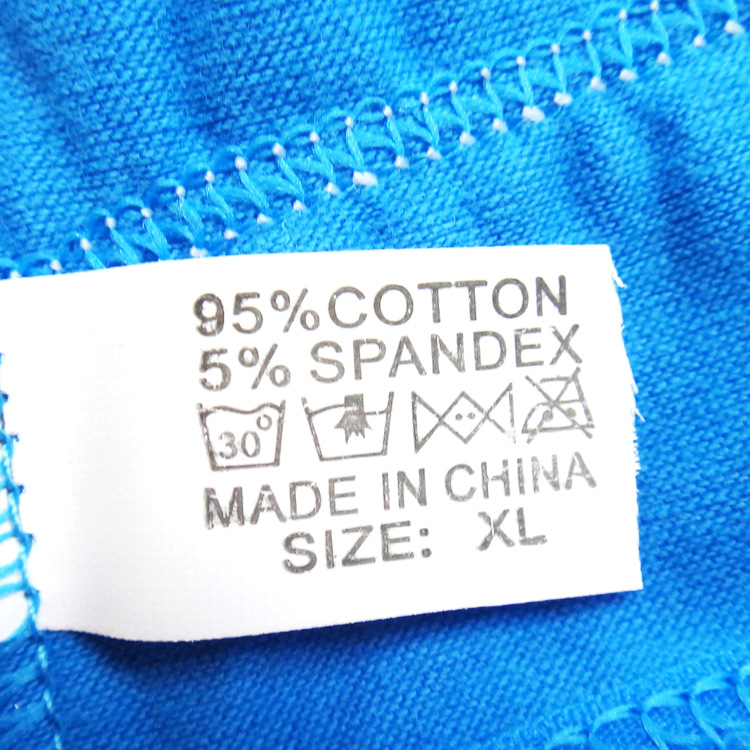 95% COTTON
5% SPANDEX
30°
MADE IN CHINA
SIZE: XL